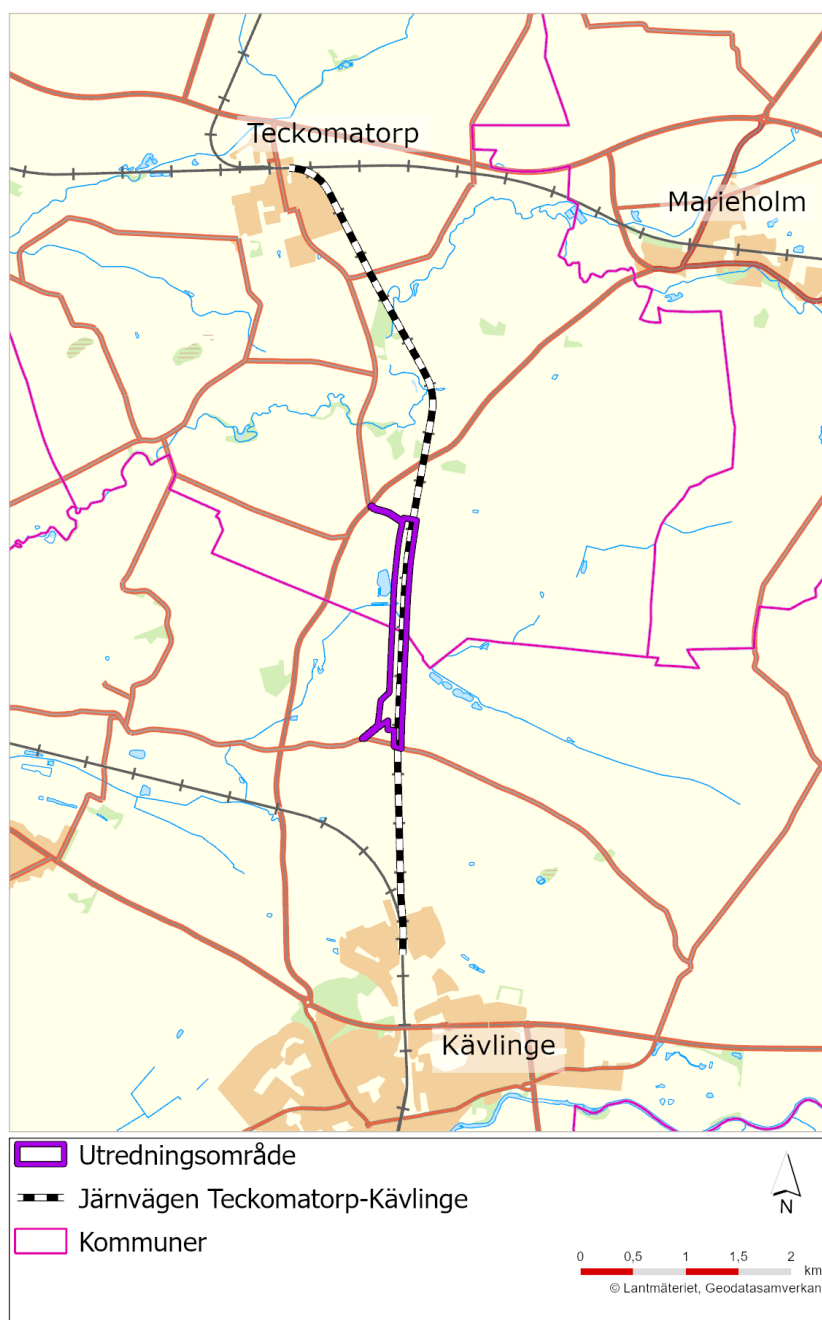 Teckomatorp
Marieholm
Kävlinge
Utredningsområde
Järnvägen Teckomatorp-Kävlinge
Kommuner
N
0 0,5 1 1,5 2
km
© Lantmäteriet, Geodatasamverkan